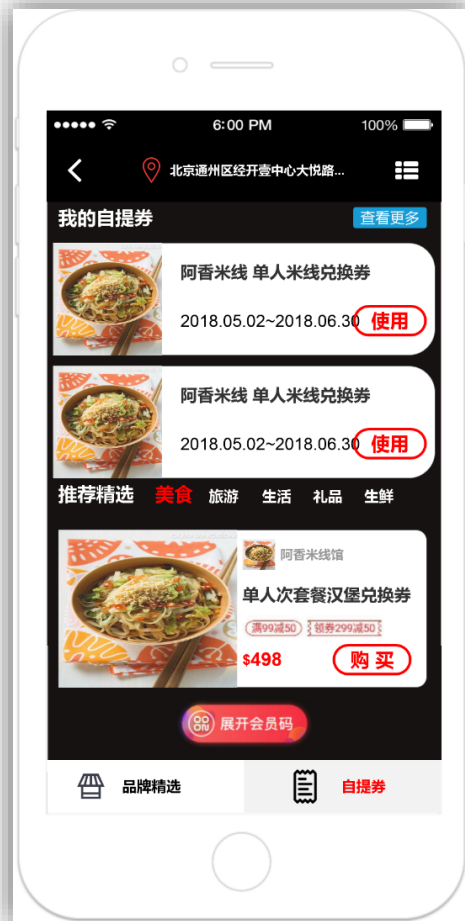 6:00 PM 100%
北京通州区经开壹中心大悦路...
我的自提券 查看更多
阿香米线 单人米线兑换券
2018.05.02~2018.06.30 使用
阿香米线 单人米线兑换券
2018.05.02~2018.06.30 使用
推荐精选 美食 旅游 生活 礼品 生鲜
阿香米线馆
单人次套餐汉堡兑换券
满99减50 领券299减50
$498 购 买
展开会员码
品牌精选 自提券